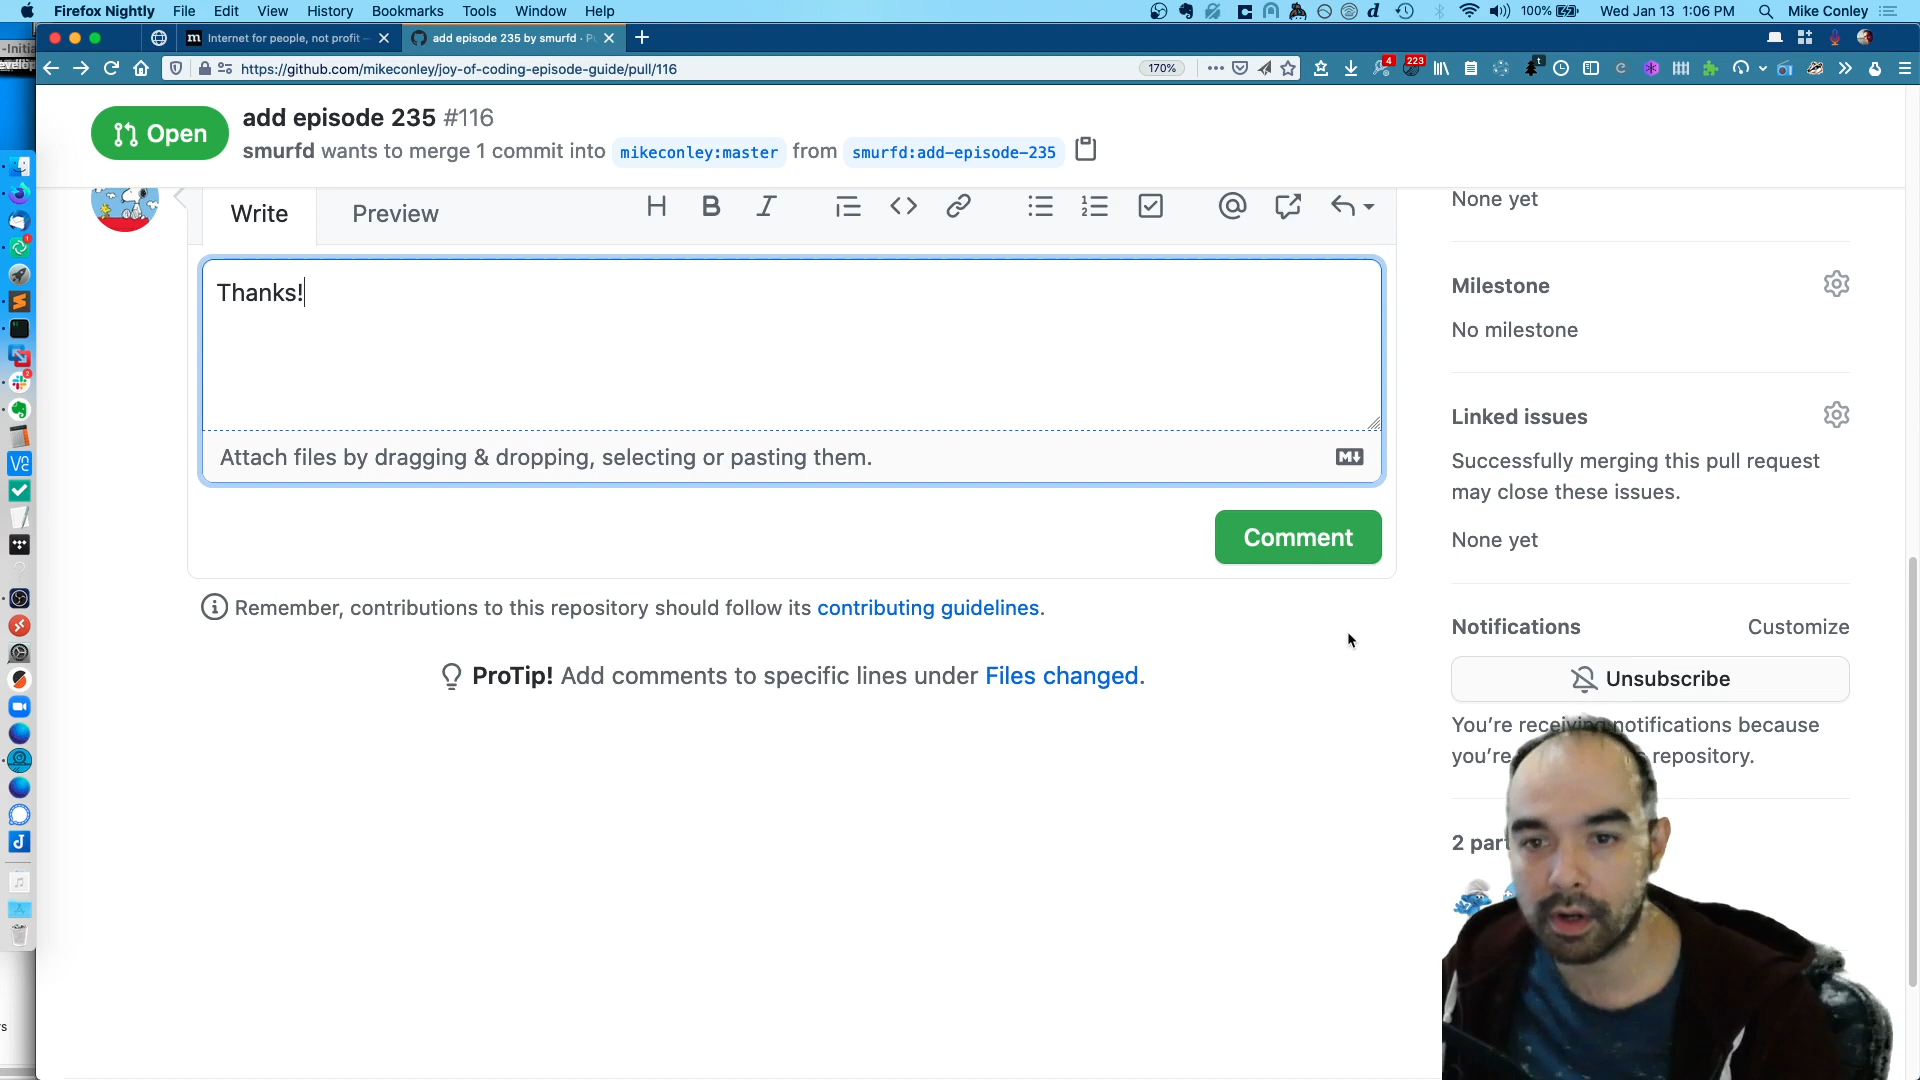 Firefox Nightly File Edit View History Bookmarks Tools Window Help
100% Wed Jan 13 1:06 PM Mike Conley
Internet for people, not profit
add episode 235 by smurfd · P
https://github.com/mikeconley/joy-of-coding-episode-guide/pull/116
170%
4
223
Open
add episode 235 #116
smurfd wants to merge 1 commit into mikeconley:master from smurfd:add-episode-235
Write
Preview
Thanks!
Attach files by dragging & dropping, selecting or pasting them.
Comment
Remember, contributions to this repository should follow its contributing guidelines.
ProTip! Add comments to specific lines under Files changed.
None yet
Milestone
No milestone
Linked issues
Successfully merging this pull request
may close these issues.
None yet
Notifications
Customize
Unsubscribe
You're receiving notifications because
you're repository.
2 par